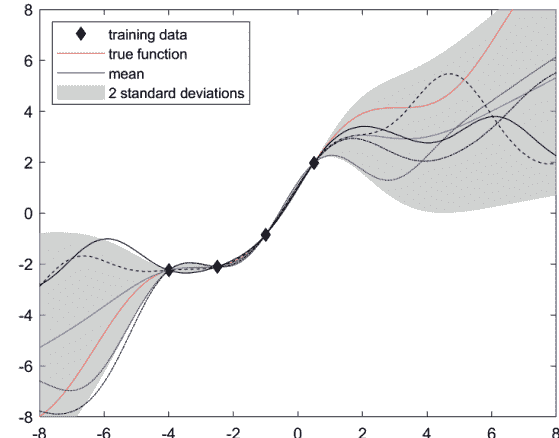 8
6
4
2
0
-2
-4
-6
-8
training data
true function
mean
2 standard deviations
-8 -6 -4 -2 0 2 4 6 8